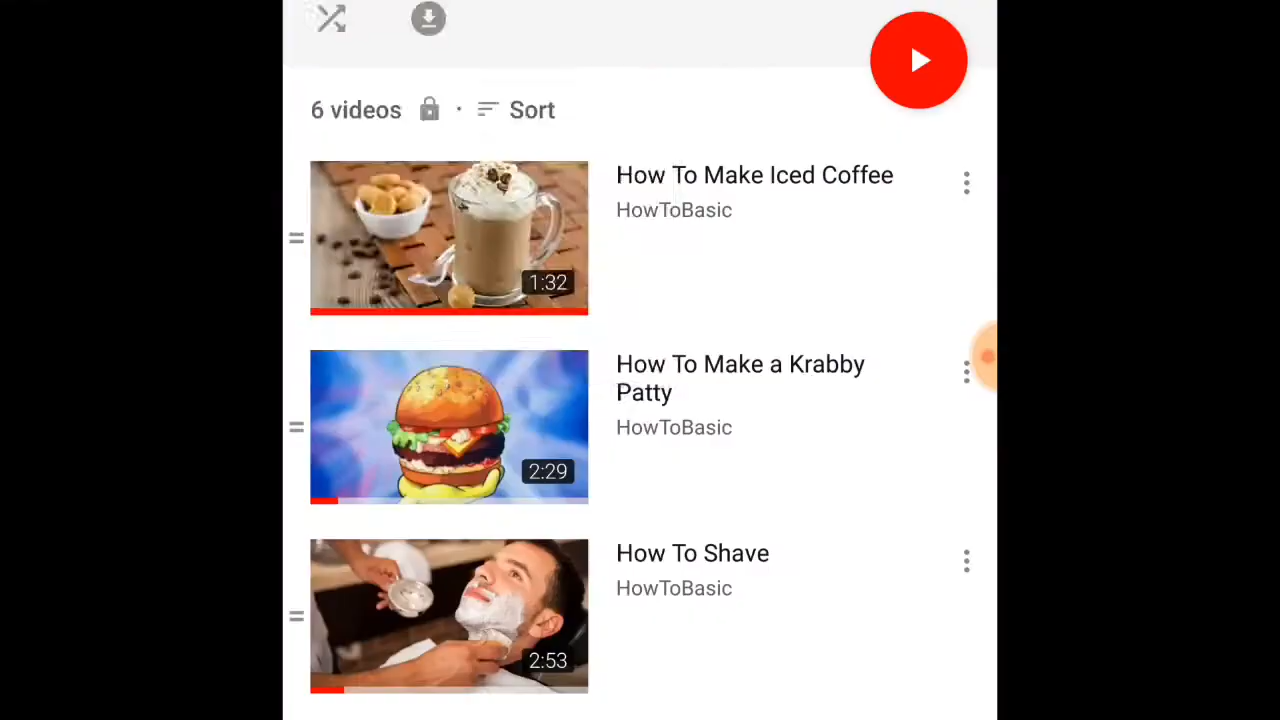 6 videos · Sort
How To Make Iced Coffee
HowToBasic
1:32
How To Make a Krabby
Patty
HowToBasic
2:29
How To Shave
HowToBasic
2:53